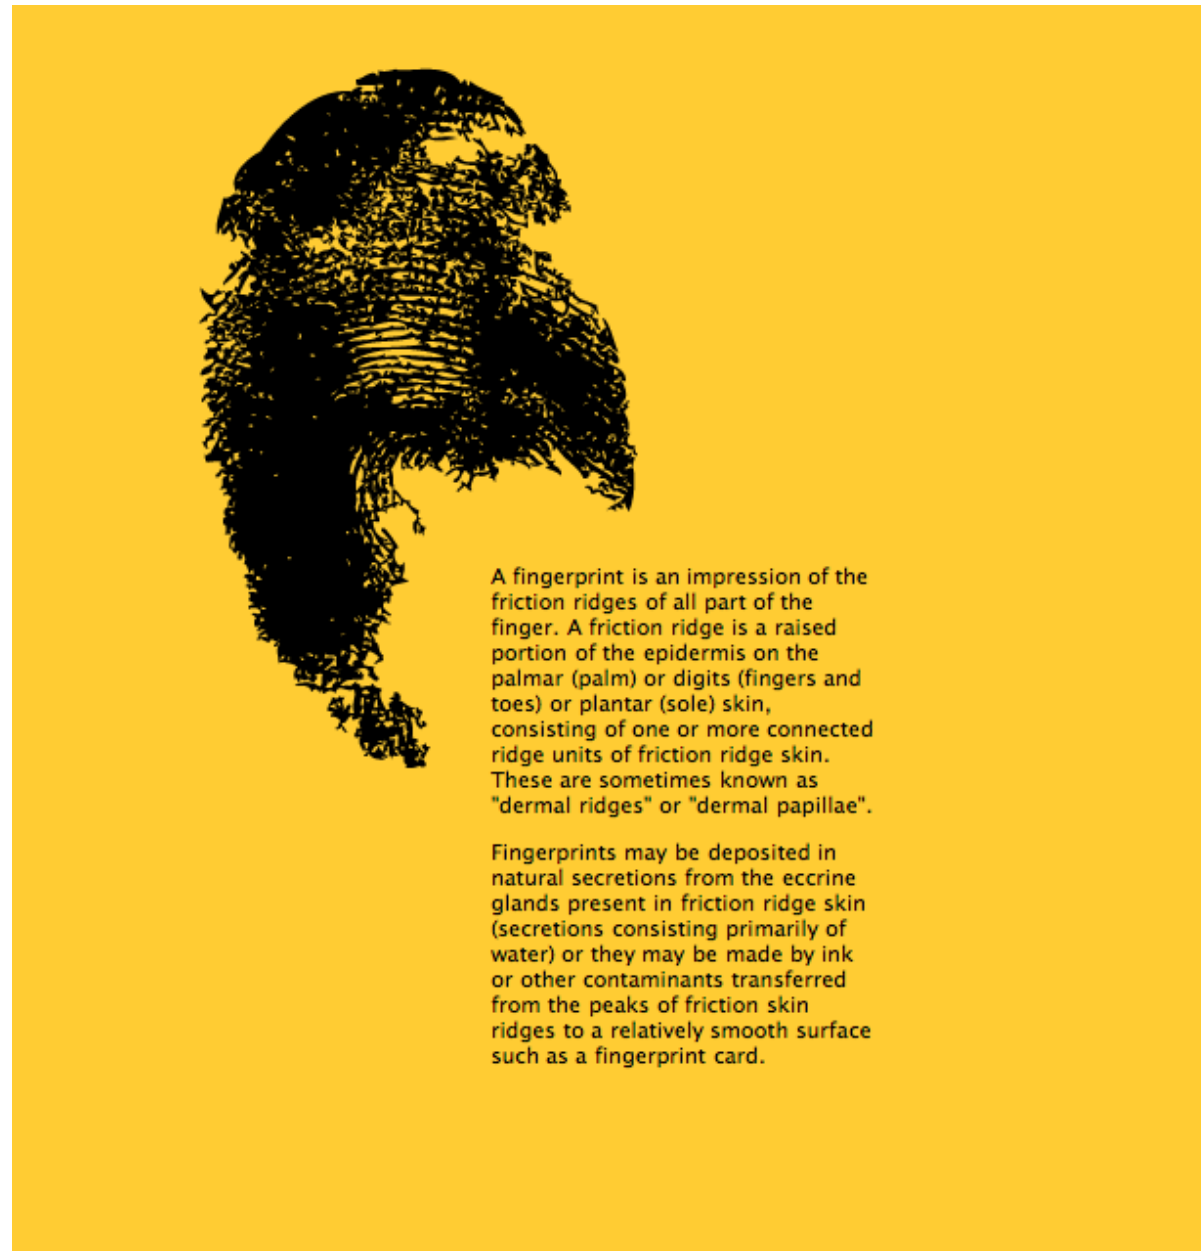 A fingerprint is an impression of the
friction ridges of all part of the
finger. A friction ridge is a raised
portion of the epidermis on the
palmar (palm) or digits (fingers and
toes) or plantar (sole) skin,
consisting of one or more connected
ridge units of friction ridge skin.
These are sometimes known as
"dermal ridges" or "dermal papillae".
Fingerprints may be deposited in
natural secretions from the eccrine
glands present in friction ridge skin
(secretions consisting primarily of
water) or they may be made by ink
or other contaminants transferred
from the peaks of friction skin
ridges to a relatively smooth surface
such as a fingerprint card.